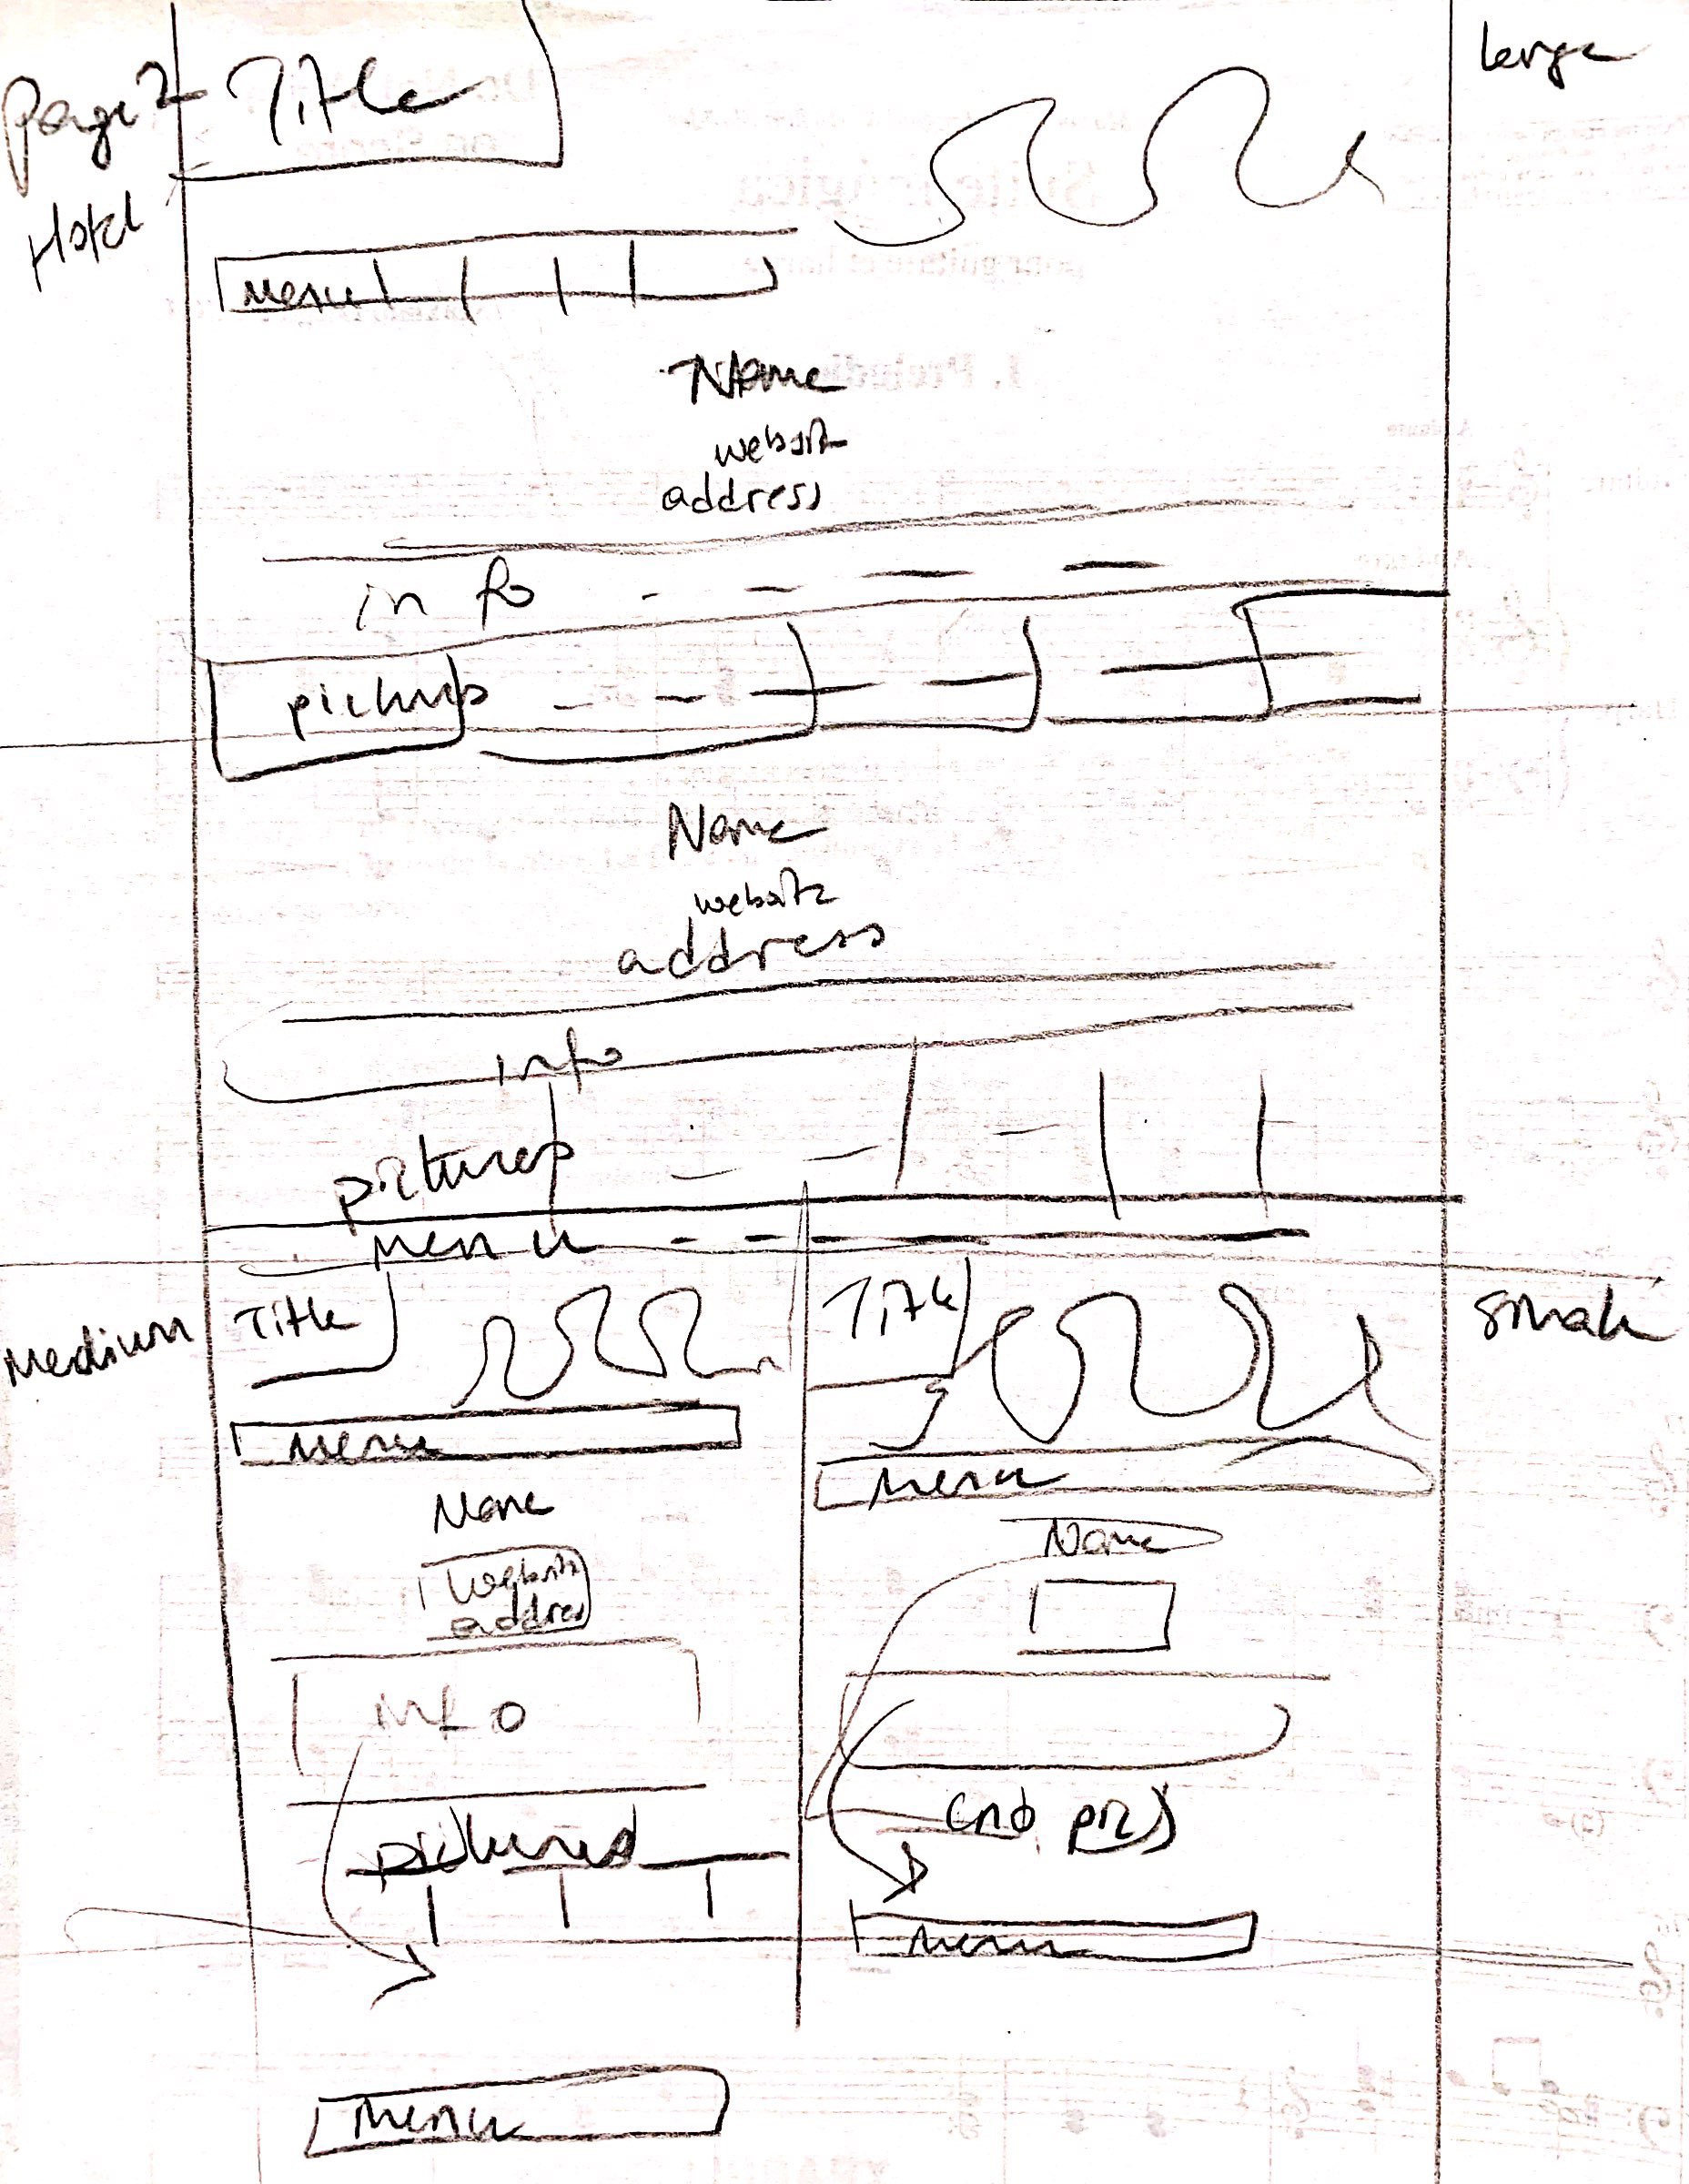 large
Page 2
Title
Hotel
Menu
Name
website
address
info
pictures
Name
website
address
info
pictures
menu
Medium
Title
Menu
Name
website
address
info
pictures
Menu
small
Title
Menu
Name
and pics
Menu